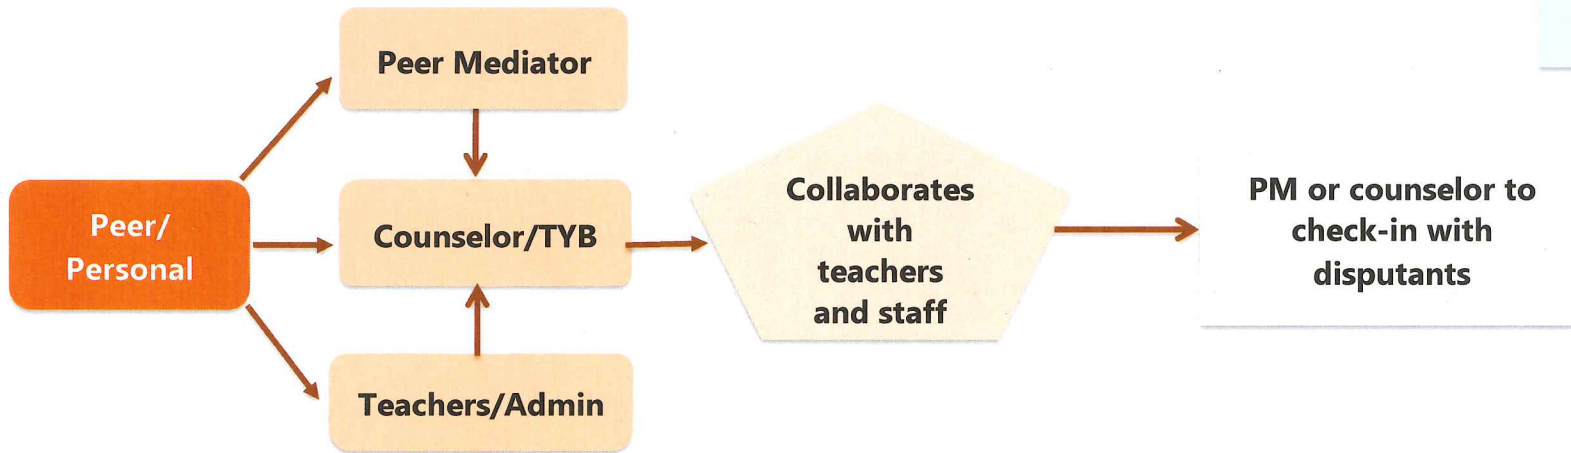 Peer Mediator
Peer/
Personal
Counselor/TYB
Teachers/Admin
Collaborates
with
teachers
and staff
PM or counselor to
check-in with
disputants